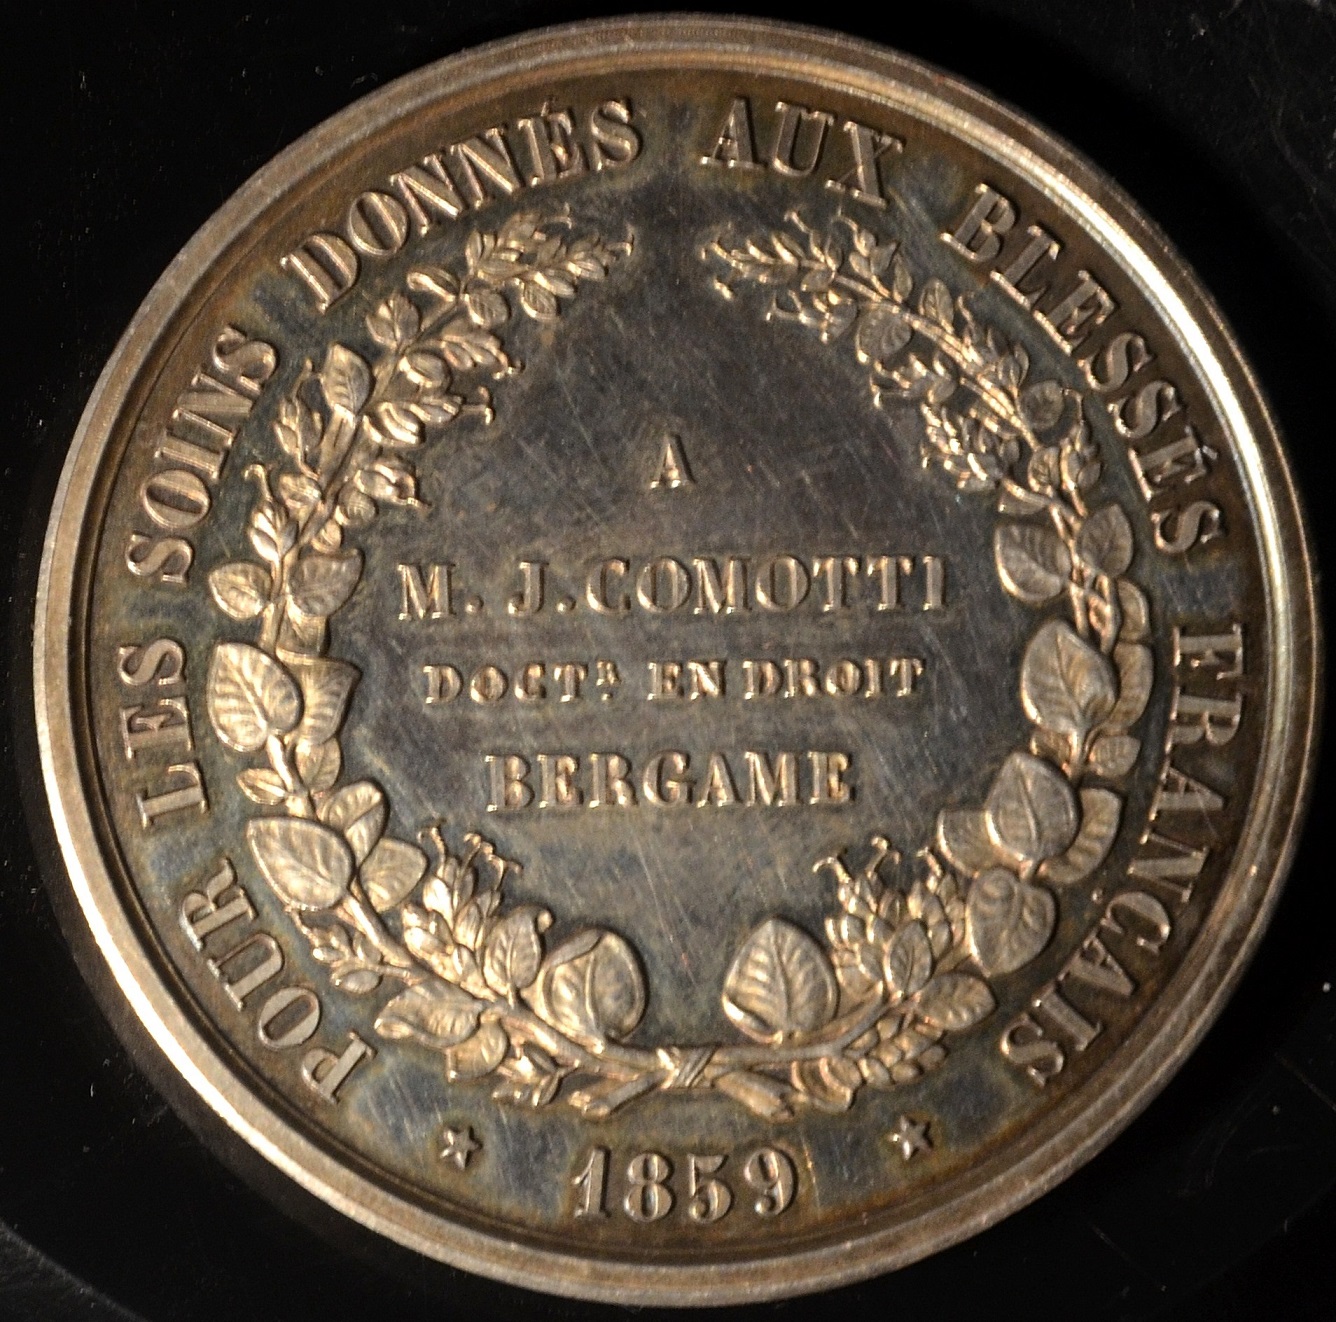 POUR LES SOINS DONNÉS AUX BLESSÉS FRANÇAIS
A
M. J. COMOTTI
DOCTR EN DROIT
BERGAME
★ 1859 ★